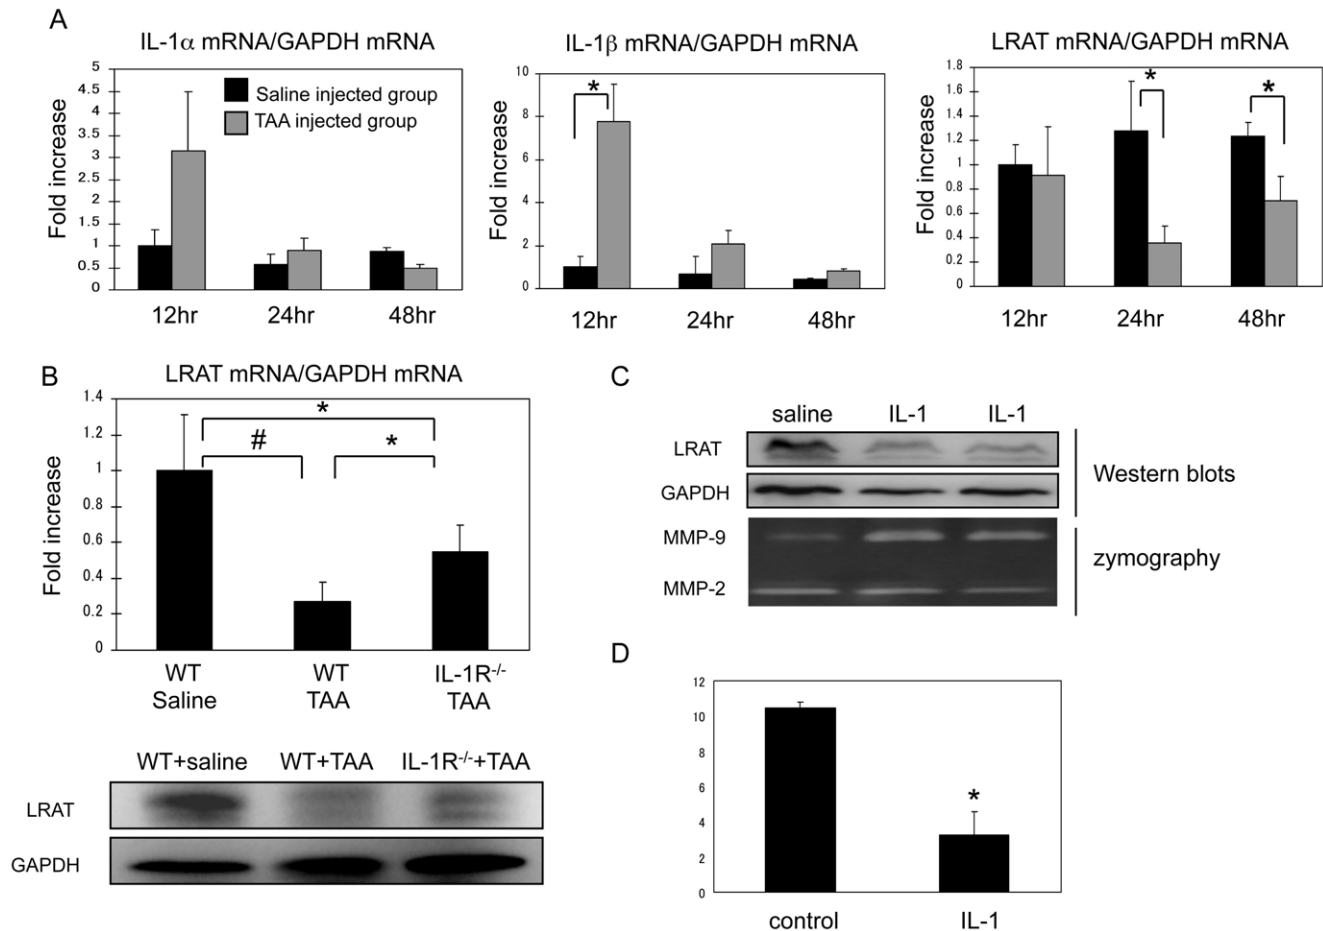 A
IL-1α mRNA/GAPDH mRNA
5
4.5
4
3.5
3
2.5
2
1.5
1
0.5
0
Fold increase
Saline injected group
TAA injected group
12hr 24hr 48hr
IL-1β mRNA/GAPDH mRNA
10
8
6
4
2
0
Fold increase
*
12hr 24hr 48hr
LRAT mRNA/GAPDH mRNA
1.8
1.6
1.4
1.2
1
0.8
0.6
0.4
0.2
0
Fold increase
* *
12hr 24hr 48hr
B
LRAT mRNA/GAPDH mRNA
1.4
1.2
1
0.8
0.6
0.4
0.2
0
Fold increase
*
# *
WT WT IL-1R-/-
Saline TAA TAA
WT+saline WT+TAA IL-1R-/-+TAA
LRAT
GAPDH
C
saline IL-1 IL-1
LRAT
GAPDH
Western blots
MMP-9
MMP-2
zymography
D
12
10
8
6
4
2
0
*
control IL-1